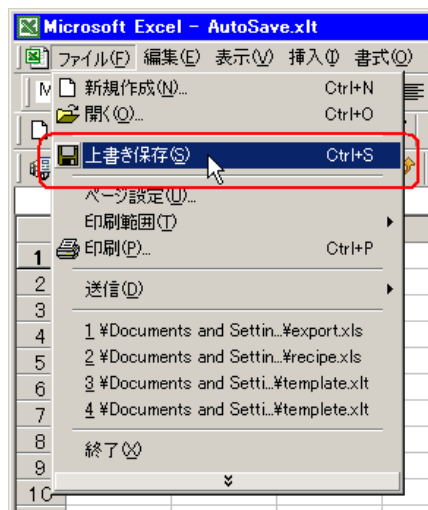 Microsoft Excel - AutoSave.xlt
ファイル(F) 編集(E) 表示(V) 挿入(I) 書式(O)
新規作成(N)... Ctrl+N
開く(O)... Ctrl+O
上書き保存(S) Ctrl+S
ページ設定(U)...
印刷範囲(T)
印刷(P)... Ctrl+P
送信(D)
1 ¥Documents and Settin...¥export.xls
2 ¥Documents and Settin...¥recipe.xls
3 ¥Documents and Setti...¥template.xlt
4 ¥Documents and Setti...¥templete.xlt
終了(X)
1
2
3
4
5
6
7
8
9
10